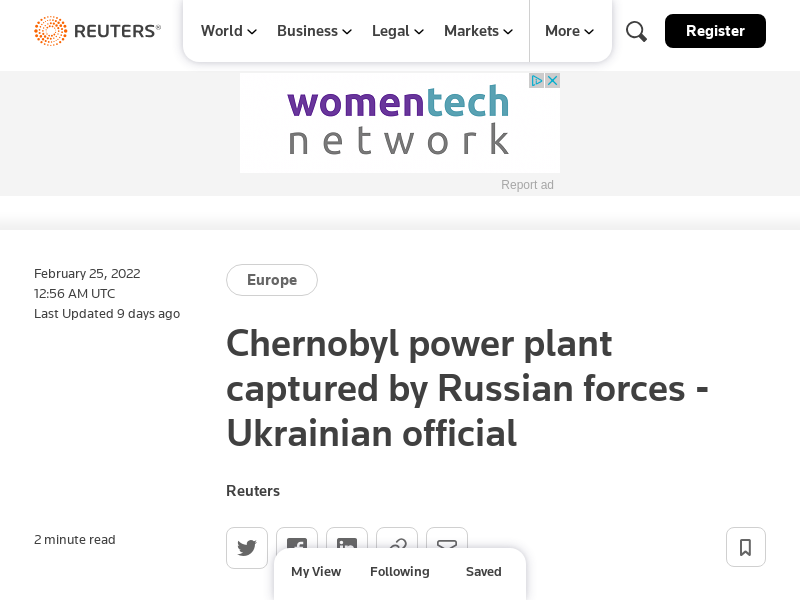 REUTERS®
World
Business
Legal
Markets
More
Register
womentech
network
Report ad
February 25, 2022
12:56 AM UTC
Last Updated 9 days ago
Europe
Chernobyl power plant
captured by Russian forces -
Ukrainian official
Reuters
2 minute read
My View
Following
Saved